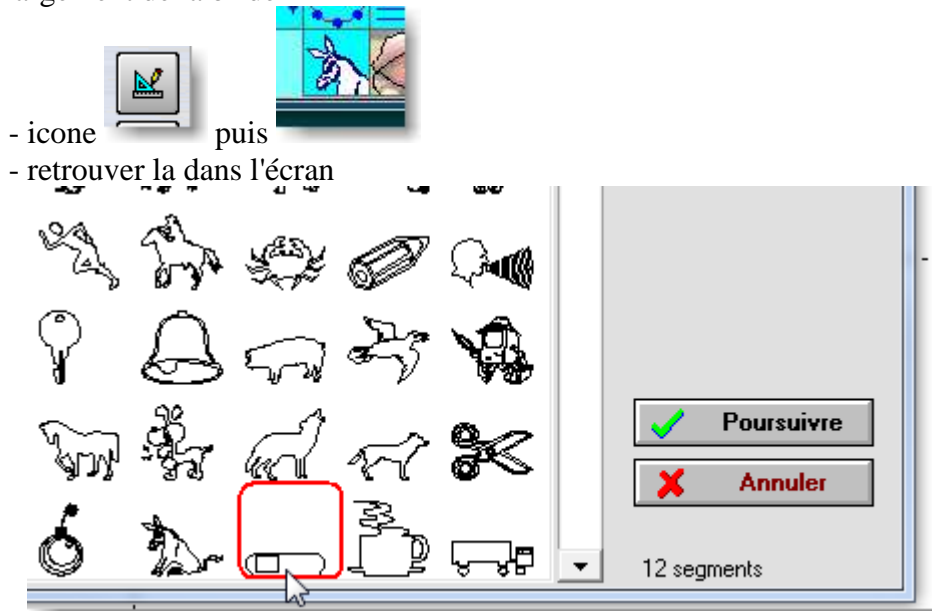 - icone puis
- retrouver la dans l'écran
Poursuivre
Annuler
12 segments